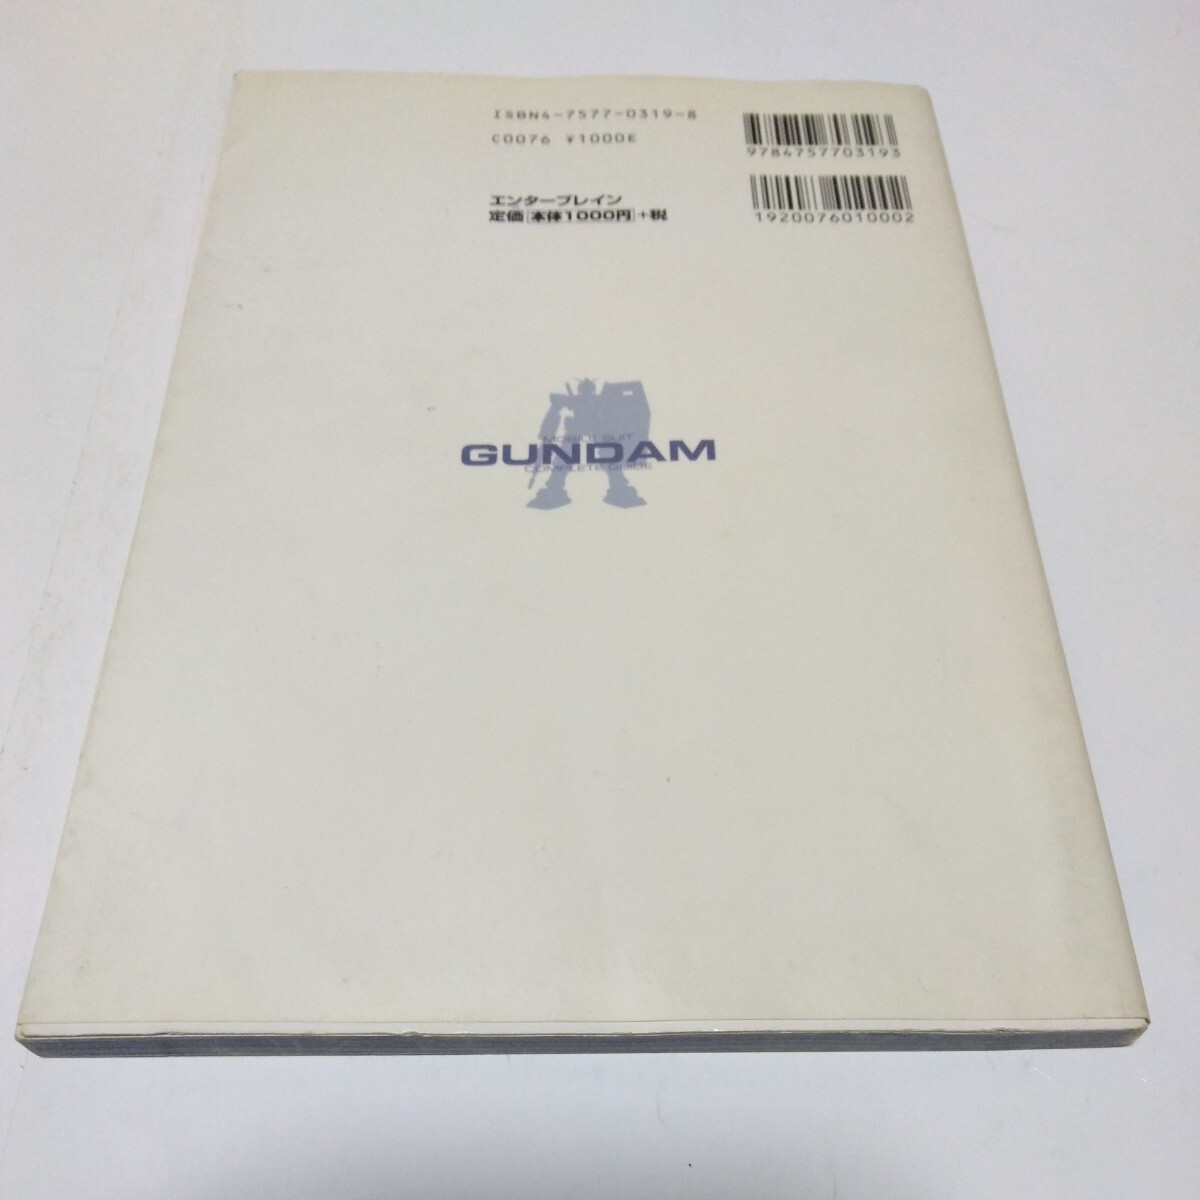 ISBN4-7577-0319-8
C0076 ¥1000E
9784757703193
エンターブレイン
定価[本体1000円]+税
1920076010002
MOBILE SUIT
GUNDAM
COMPLETE GUIDE